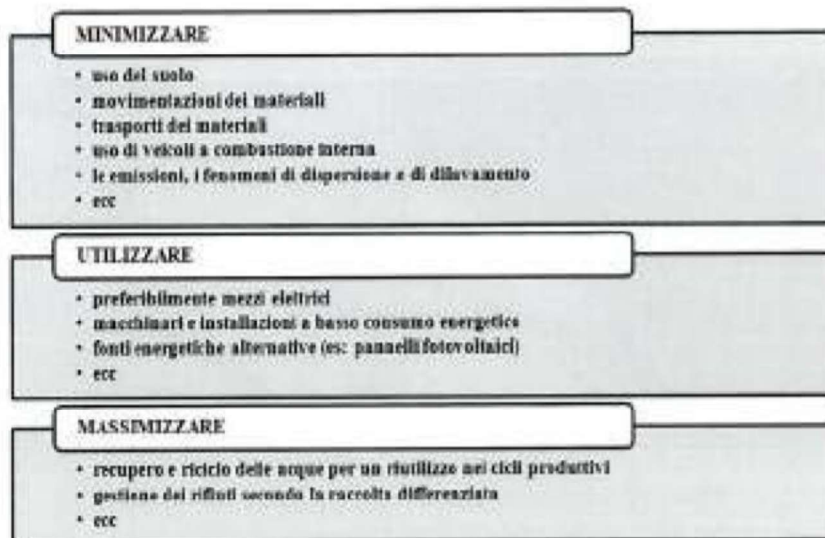 MINIMIZZARE
• uso del suolo
• movimentazioni dei materiali
• trasporti dei materiali
• uso di veicoli a combustione interna
• le emissioni, i fenomeni di dispersione e di dilavamento
• ecc
UTILIZZARE
• preferibilmente mezzi elettrici
• macchinari e installazioni a basso consumo energetico
• fonti energetiche alternative (es: pannelli fotovoltaici)
• ecc
MASSIMIZZARE
• recupero e riciclo delle acque per un riutilizzo nei cicli produttivi
• gestione dei rifiuti secondo la raccolta differenziata
• ecc